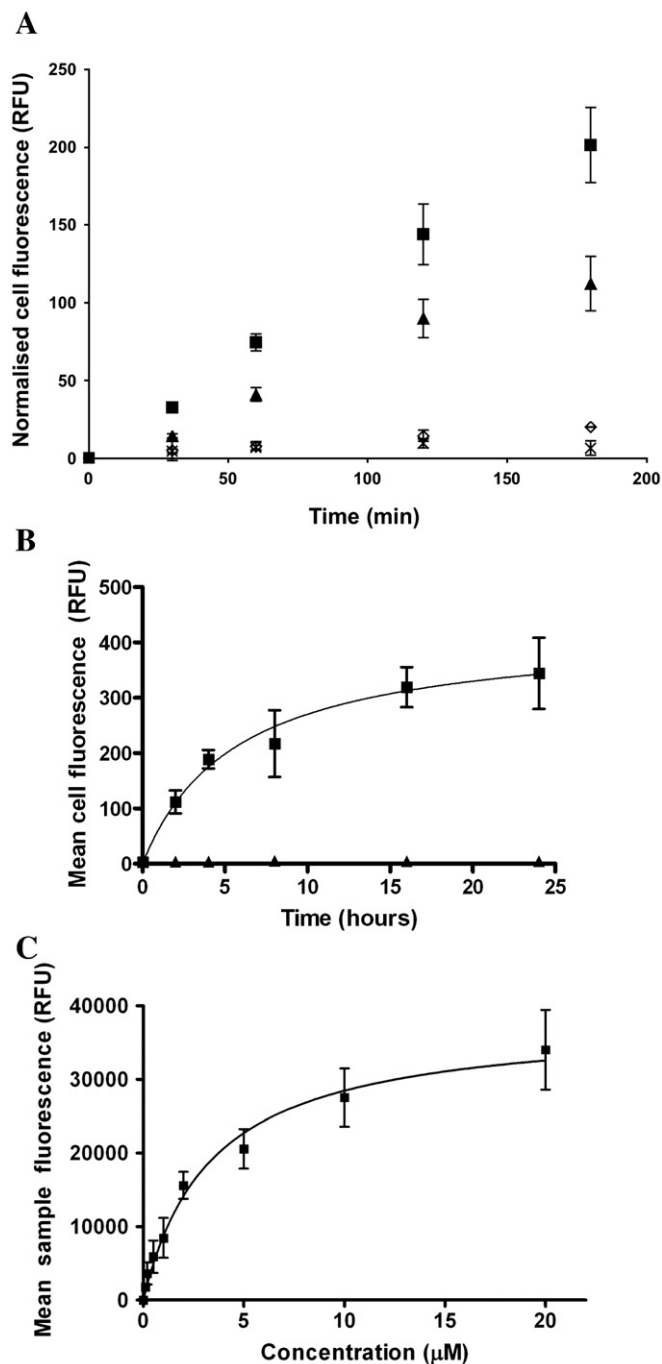 A
Normalised cell fluorescence (RFU)
250
200
150
100
50
0
0 50 100 150 200
Time (min)
B
Mean cell fluorescence (RFU)
500
400
300
200
100
0
0 5 10 15 20 25
Time (hours)
C
Mean sample fluorescence (RFU)
40000
30000
20000
10000
0
0 5 10 15 20
Concentration (μM)